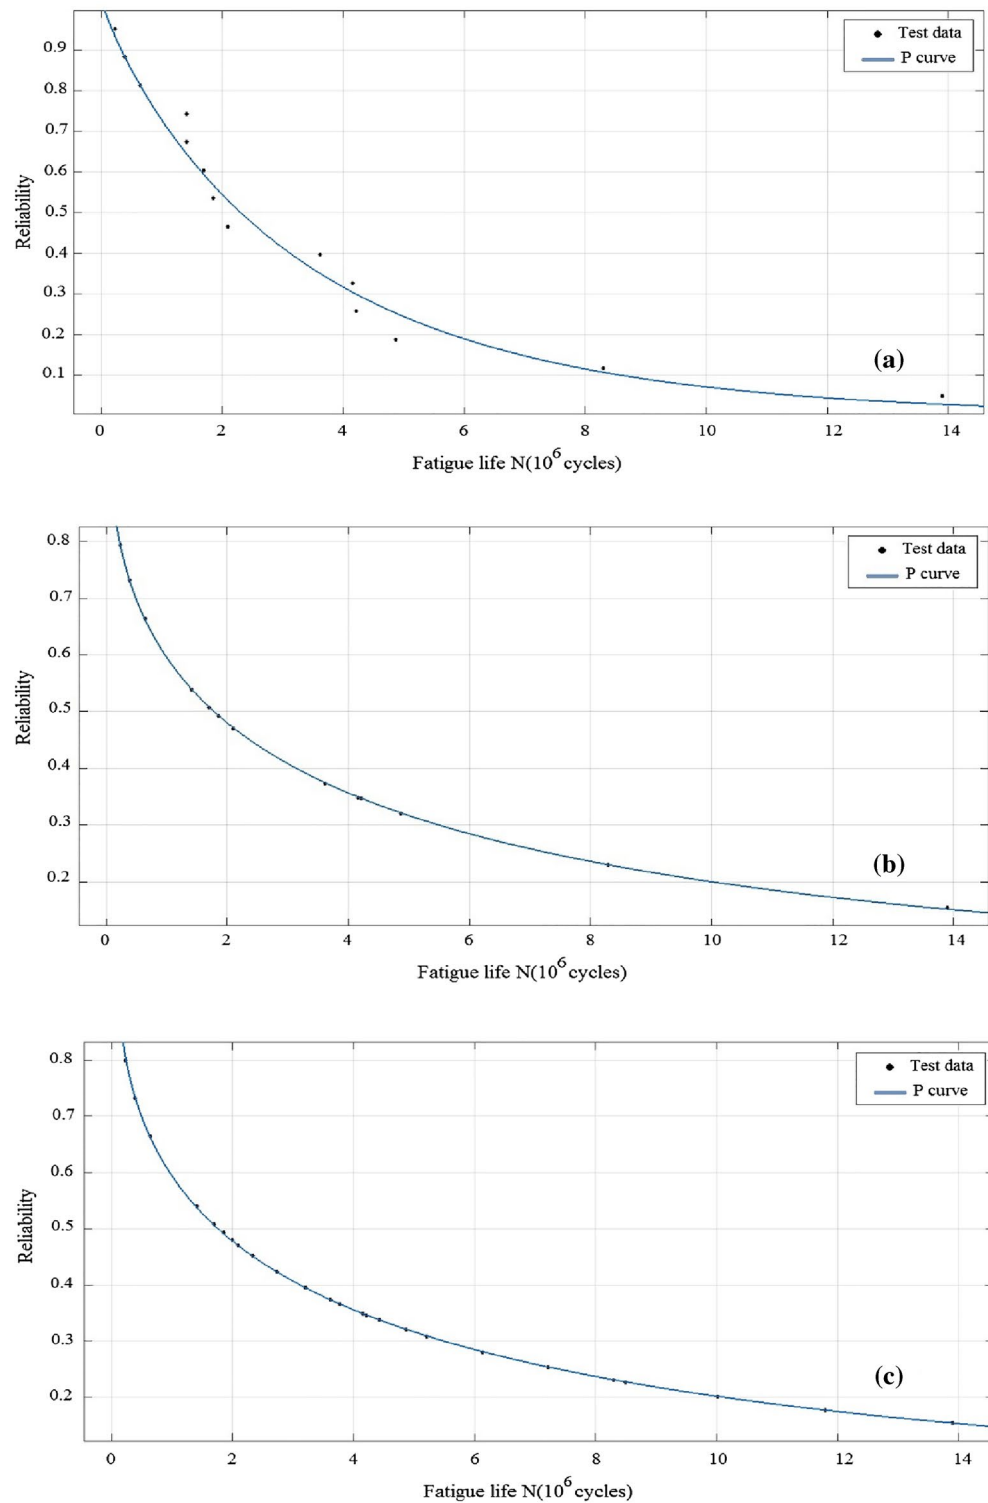 Test data
P curve
0.9
0.8
0.7
0.6
0.5
0.4
0.3
0.2
0.1
Reliability
(a)
0 2 4 6 8 10 12 14
Fatigue life N(10^6 cycles)
Test data
P curve
0.8
0.7
0.6
0.5
0.4
0.3
0.2
Reliability
(b)
0 2 4 6 8 10 12 14
Fatigue life N(10^6 cycles)
Test data
P curve
0.8
0.7
0.6
0.5
0.4
0.3
0.2
Reliability
(c)
0 2 4 6 8 10 12 14
Fatigue life N(10^6 cycles)